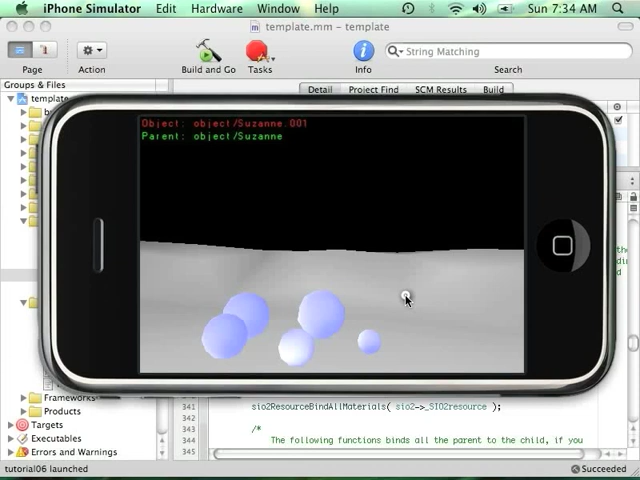 iPhone Simulator Edit Hardware Window Help Sun 7:34 AM
template.mm – template
String Matching
Page Action Build and Go Tasks Info Search
Groups & Files
Detail Project Find SCM Results Build
template
Object: object/Suzanne.001
Parent: object/Suzanne
the
din
Frameworks
Products
Targets
Executables
Errors and Warnings
341 sio2ResourceBindAllMaterials( sio2->_SIO2resource );
342
343 /*
344 The following functions binds all the parent to the child, if you
345
tutorial06 launched
Succeeded